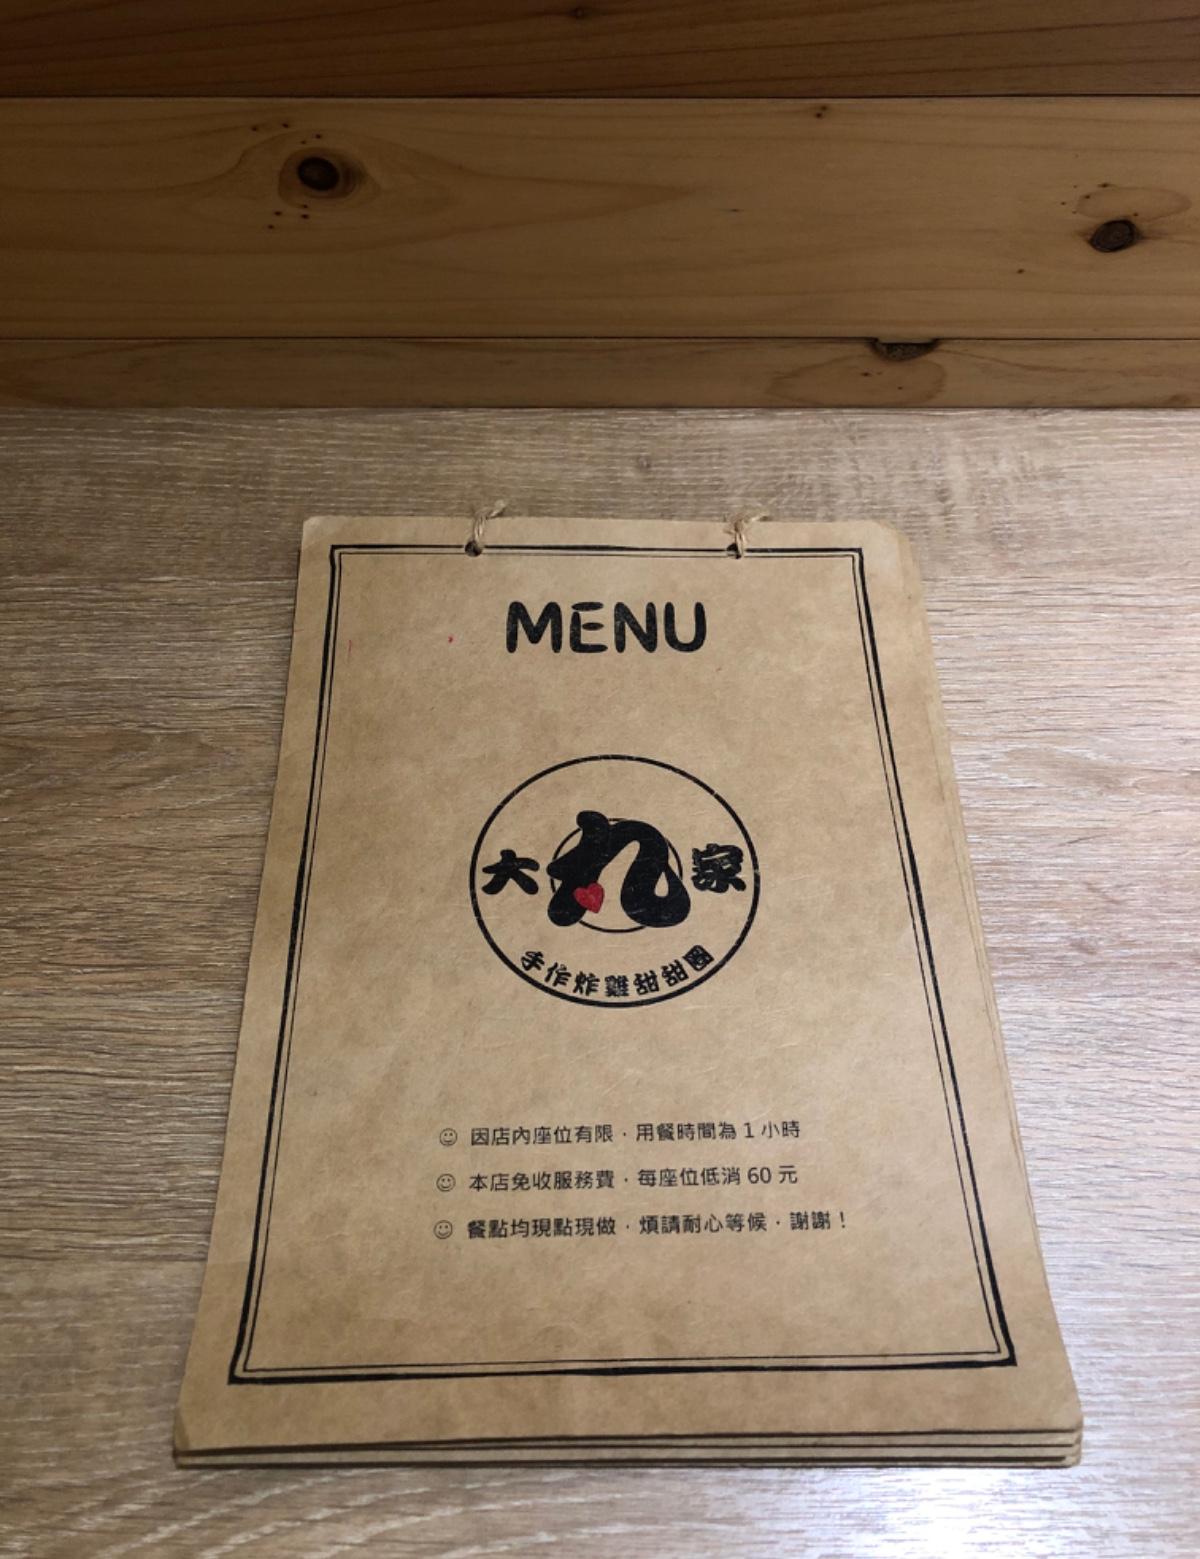 MENU
大丸家
手作炸雞甜甜圈
因店內座位有限，用餐時間為 1 小時
本店免收服務費，每座位低消 60 元
餐點均現點現做，煩請耐心等候，謝謝！